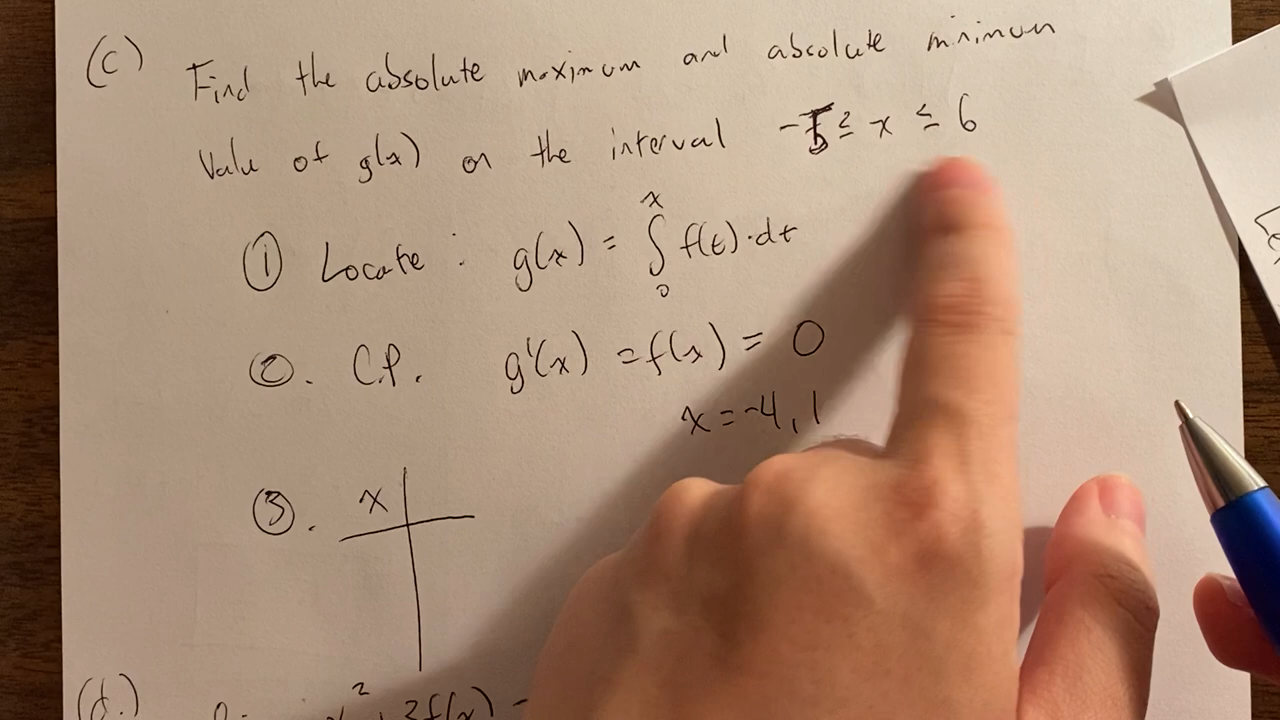 (c) Find the absolute maximum and absolute minimum
Value of g(x) on the interval -5 ≤ x ≤ 6
① Locate : g(x) = ∫₀ˣ f(t)·dt
②. C.P. g'(x) = f(x) = 0
x = -4, 1
③. x
(d.) 2f(x)